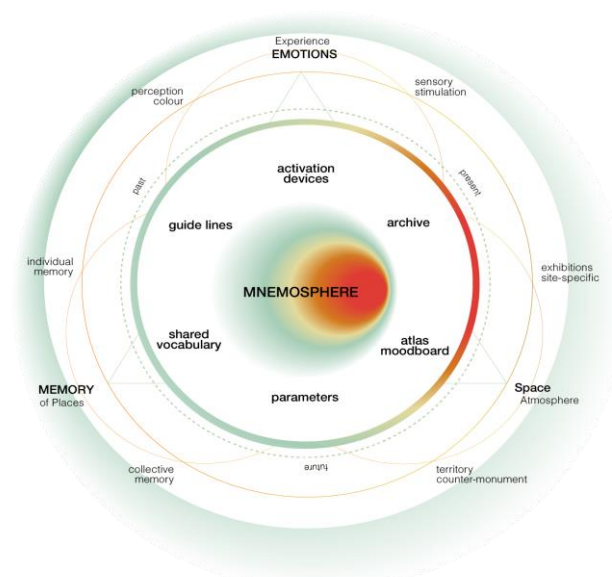 Experience
EMOTIONS
perception
colour
sensory
stimulation
past
present
activation
devices
guide lines
archive
individual
memory
exhibitions
site-specific
MNEMOSPHERE
shared
vocabulary
atlas
moodboard
MEMORY
of Places
Space
Atmosphere
parameters
collective
memory
future
territory
counter-monument